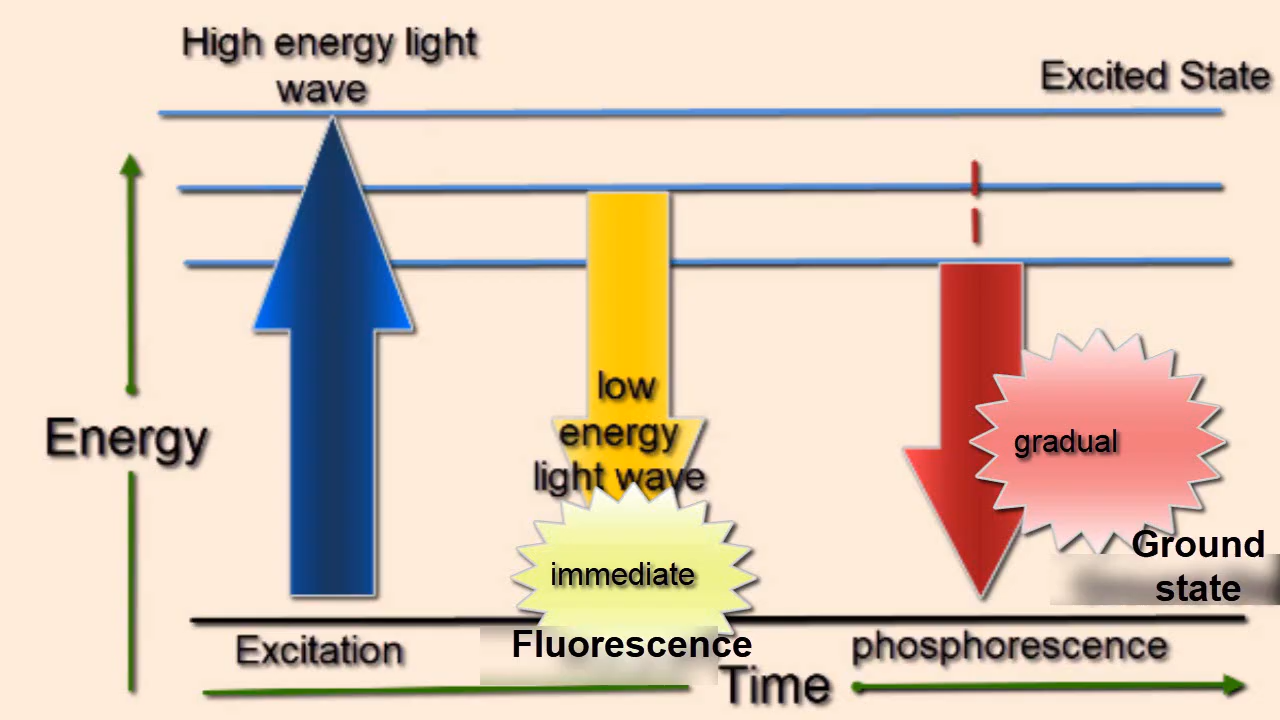 High energy light
wave
Excited State
Energy
low
energy
light wave
gradual
immediate
Ground
state
Excitation
Fluorescence
phosphorescence
Time